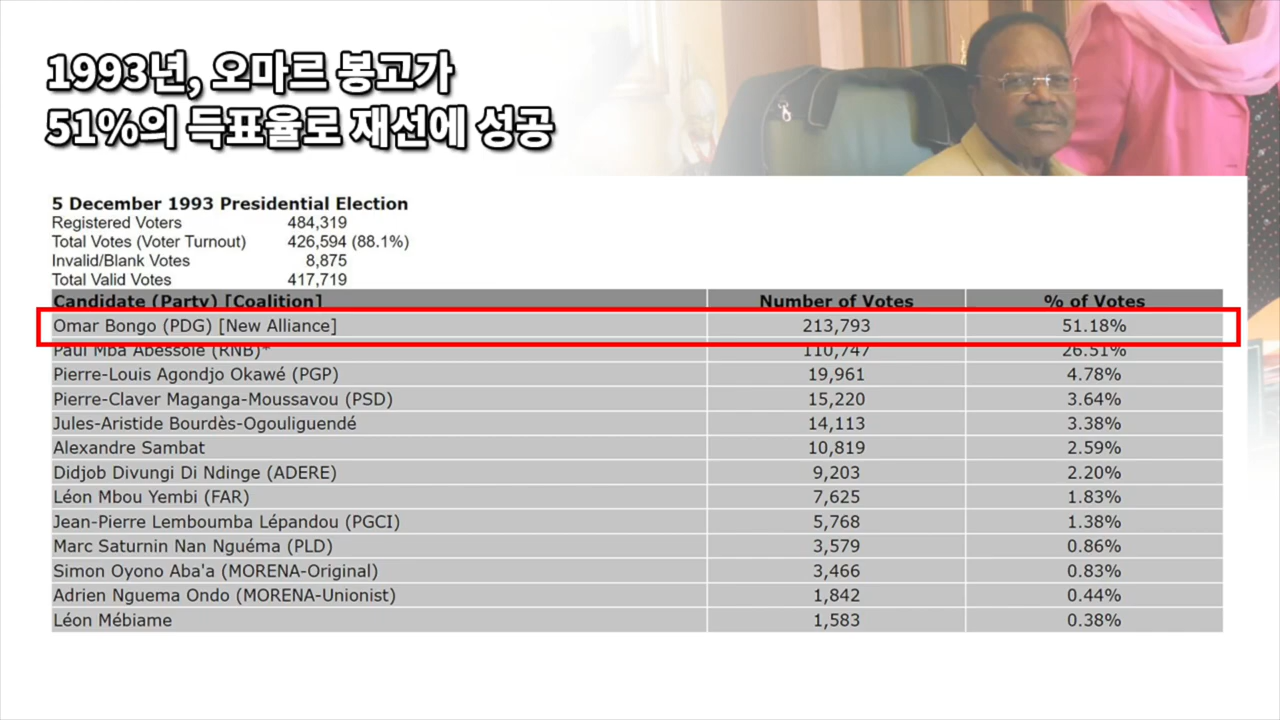 1993년, 오마르 봉고가
51%의 득표율로 재선에 성공
5 December 1993 Presidential Election
Registered Voters 484,319
Total Votes (Voter Turnout) 426,594 (88.1%)
Invalid/Blank Votes 8,875
Total Valid Votes 417,719
Candidate (Party) [Coalition] Number of Votes % of Votes
Omar Bongo (PDG) [New Alliance] 213,793 51.18%
Paul Mba Abessole (RNB)* 110,747 26.51%
Pierre-Louis Agondjo Okawé (PGP) 19,961 4.78%
Pierre-Claver Maganga-Moussavou (PSD) 15,220 3.64%
Jules-Aristide Bourdès-Ogouliguendé 14,113 3.38%
Alexandre Sambat 10,819 2.59%
Didjob Divungi Di Ndinge (ADERE) 9,203 2.20%
Léon Mbou Yembi (FAR) 7,625 1.83%
Jean-Pierre Lemboumba Lépandou (PGCI) 5,768 1.38%
Marc Saturnin Nan Nguéma (PLD) 3,579 0.86%
Simon Oyono Aba'a (MORENA-Original) 3,466 0.83%
Adrien Nguema Ondo (MORENA-Unionist) 1,842 0.44%
Léon Mébiame 1,583 0.38%